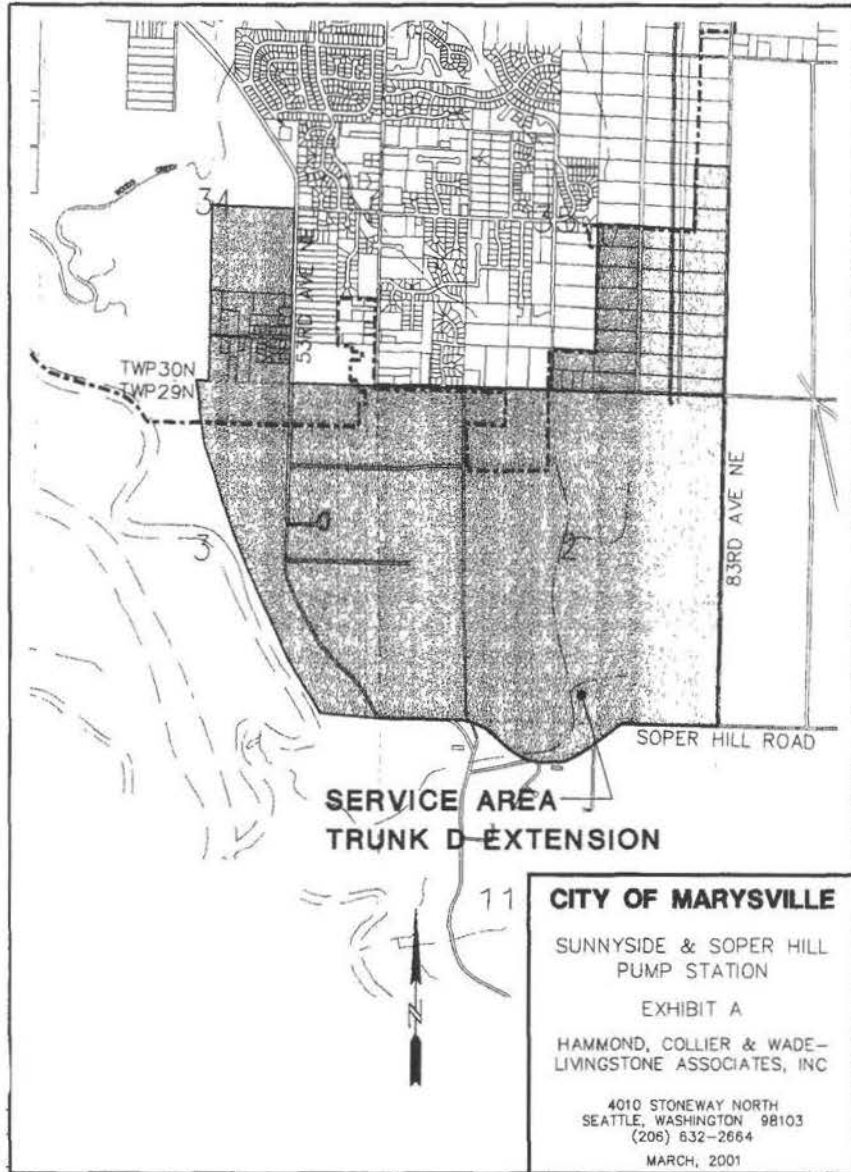 34
53RD AVE NE
TWP30N
TWP29N
3
2
83RD AVE NE
SOPER HILL ROAD
SERVICE AREA
TRUNK D EXTENSION
11
N
CITY OF MARYSVILLE
SUNNYSIDE & SOPER HILL
PUMP STATION
EXHIBIT A
HAMMOND, COLLIER & WADE-
LIVINGSTONE ASSOCIATES, INC
4010 STONEWAY NORTH
SEATTLE, WASHINGTON 98103
(206) 632-2664
MARCH, 2001